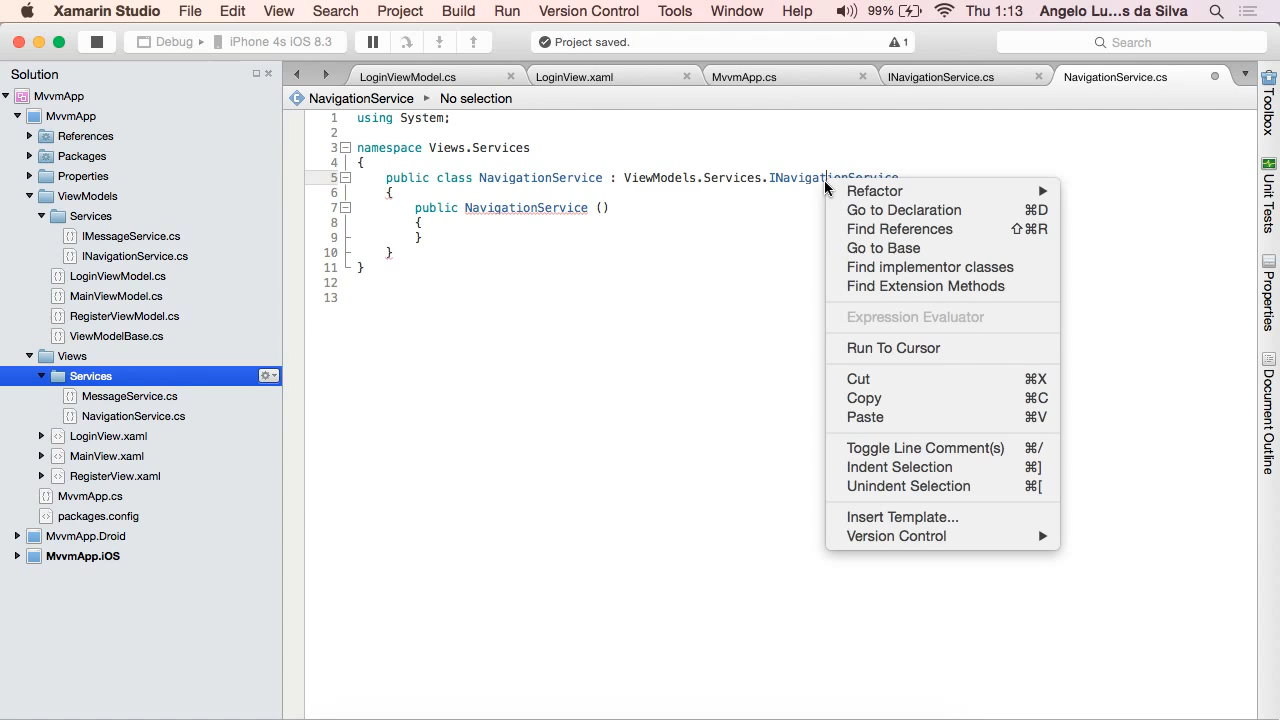 Xamarin Studio File Edit View Search Project Build Run Version Control Tools Window Help 99% Thu 1:13 Angelo Lu...s da Silva
Debug iPhone 4s iOS 8.3 Project saved. 1 Search
Solution
MvvmApp
MvvmApp
References
Packages
Properties
ViewModels
Services
IMessageService.cs
INavigationService.cs
LoginViewModel.cs
MainViewModel.cs
RegisterViewModel.cs
ViewModelBase.cs
Views
Services
MessageService.cs
NavigationService.cs
LoginView.xaml
MainView.xaml
RegisterView.xaml
MvvmApp.cs
packages.config
MvvmApp.Droid
MvvmApp.iOS
LoginViewModel.cs LoginView.xaml MvvmApp.cs INavigationService.cs NavigationService.cs
NavigationService No selection
1 using System;
2
3 namespace Views.Services
4 {
5 public class NavigationService : ViewModels.Services.INavigationService
6 {
7 public NavigationService ()
8 {
9 }
10 }
11 }
12
13
Refactor
Go to Declaration ⌘D
Find References ⇧⌘R
Go to Base
Find implementor classes
Find Extension Methods
Expression Evaluator
Run To Cursor
Cut ⌘X
Copy ⌘C
Paste ⌘V
Toggle Line Comment(s) ⌘/
Indent Selection ⌘]
Unindent Selection ⌘[
Insert Template...
Version Control
Toolbox
Unit Tests
Properties
Document Outline